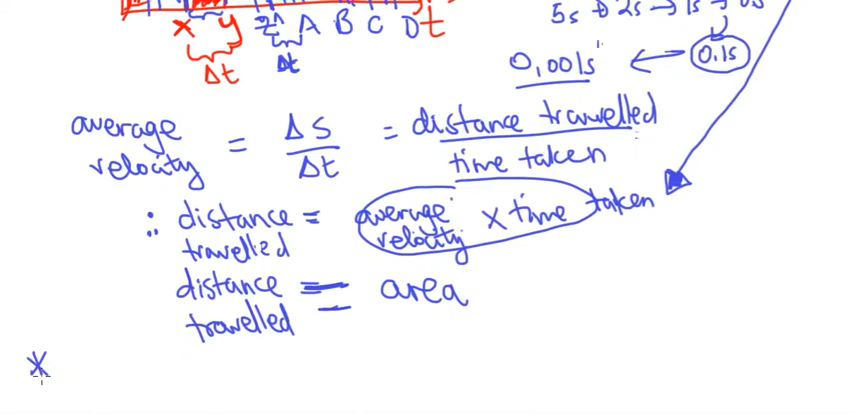 x y z A B C D t
Δt Δt
5s → 2s → 1s →
0,001s ← 0.1s
average velocity = ΔS / Δt = distance travelled / time taken
∴ distance travelled = average velocity × time taken
distance travelled = area
*